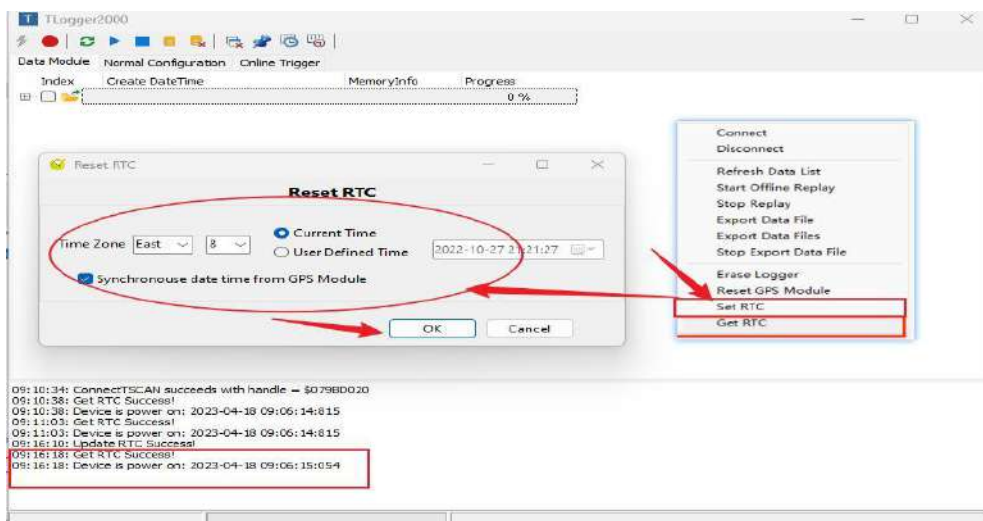 TLogger2000
Data Module Normal Configuration Online Trigger
Index Create DateTime MemoryInfo Progress
0 %
Reset RTC
Reset RTC
Time Zone East 8
Current Time
User Defined Time 2022-10-27 21:21:27
Synchronouse date time from GPS Module
OK Cancel
Connect
Disconnect
Refresh Data List
Start Offline Replay
Stop Replay
Export Data File
Export Data Files
Stop Export Data File
Erase Logger
Reset GPS Module
Set RTC
Get RTC
09:10:34: ConnectTSCAN succeeds with handle = $079BD020
09:10:38: Get RTC Success!
09:10:38: Device is power on: 2023-04-18 09:06:14:815
09:11:03: Get RTC Success!
09:11:03: Device is power on: 2023-04-18 09:06:14:815
09:16:10: Update RTC Success!
09:16:18: Get RTC Success!
09:16:18: Device is power on: 2023-04-18 09:06:15:054